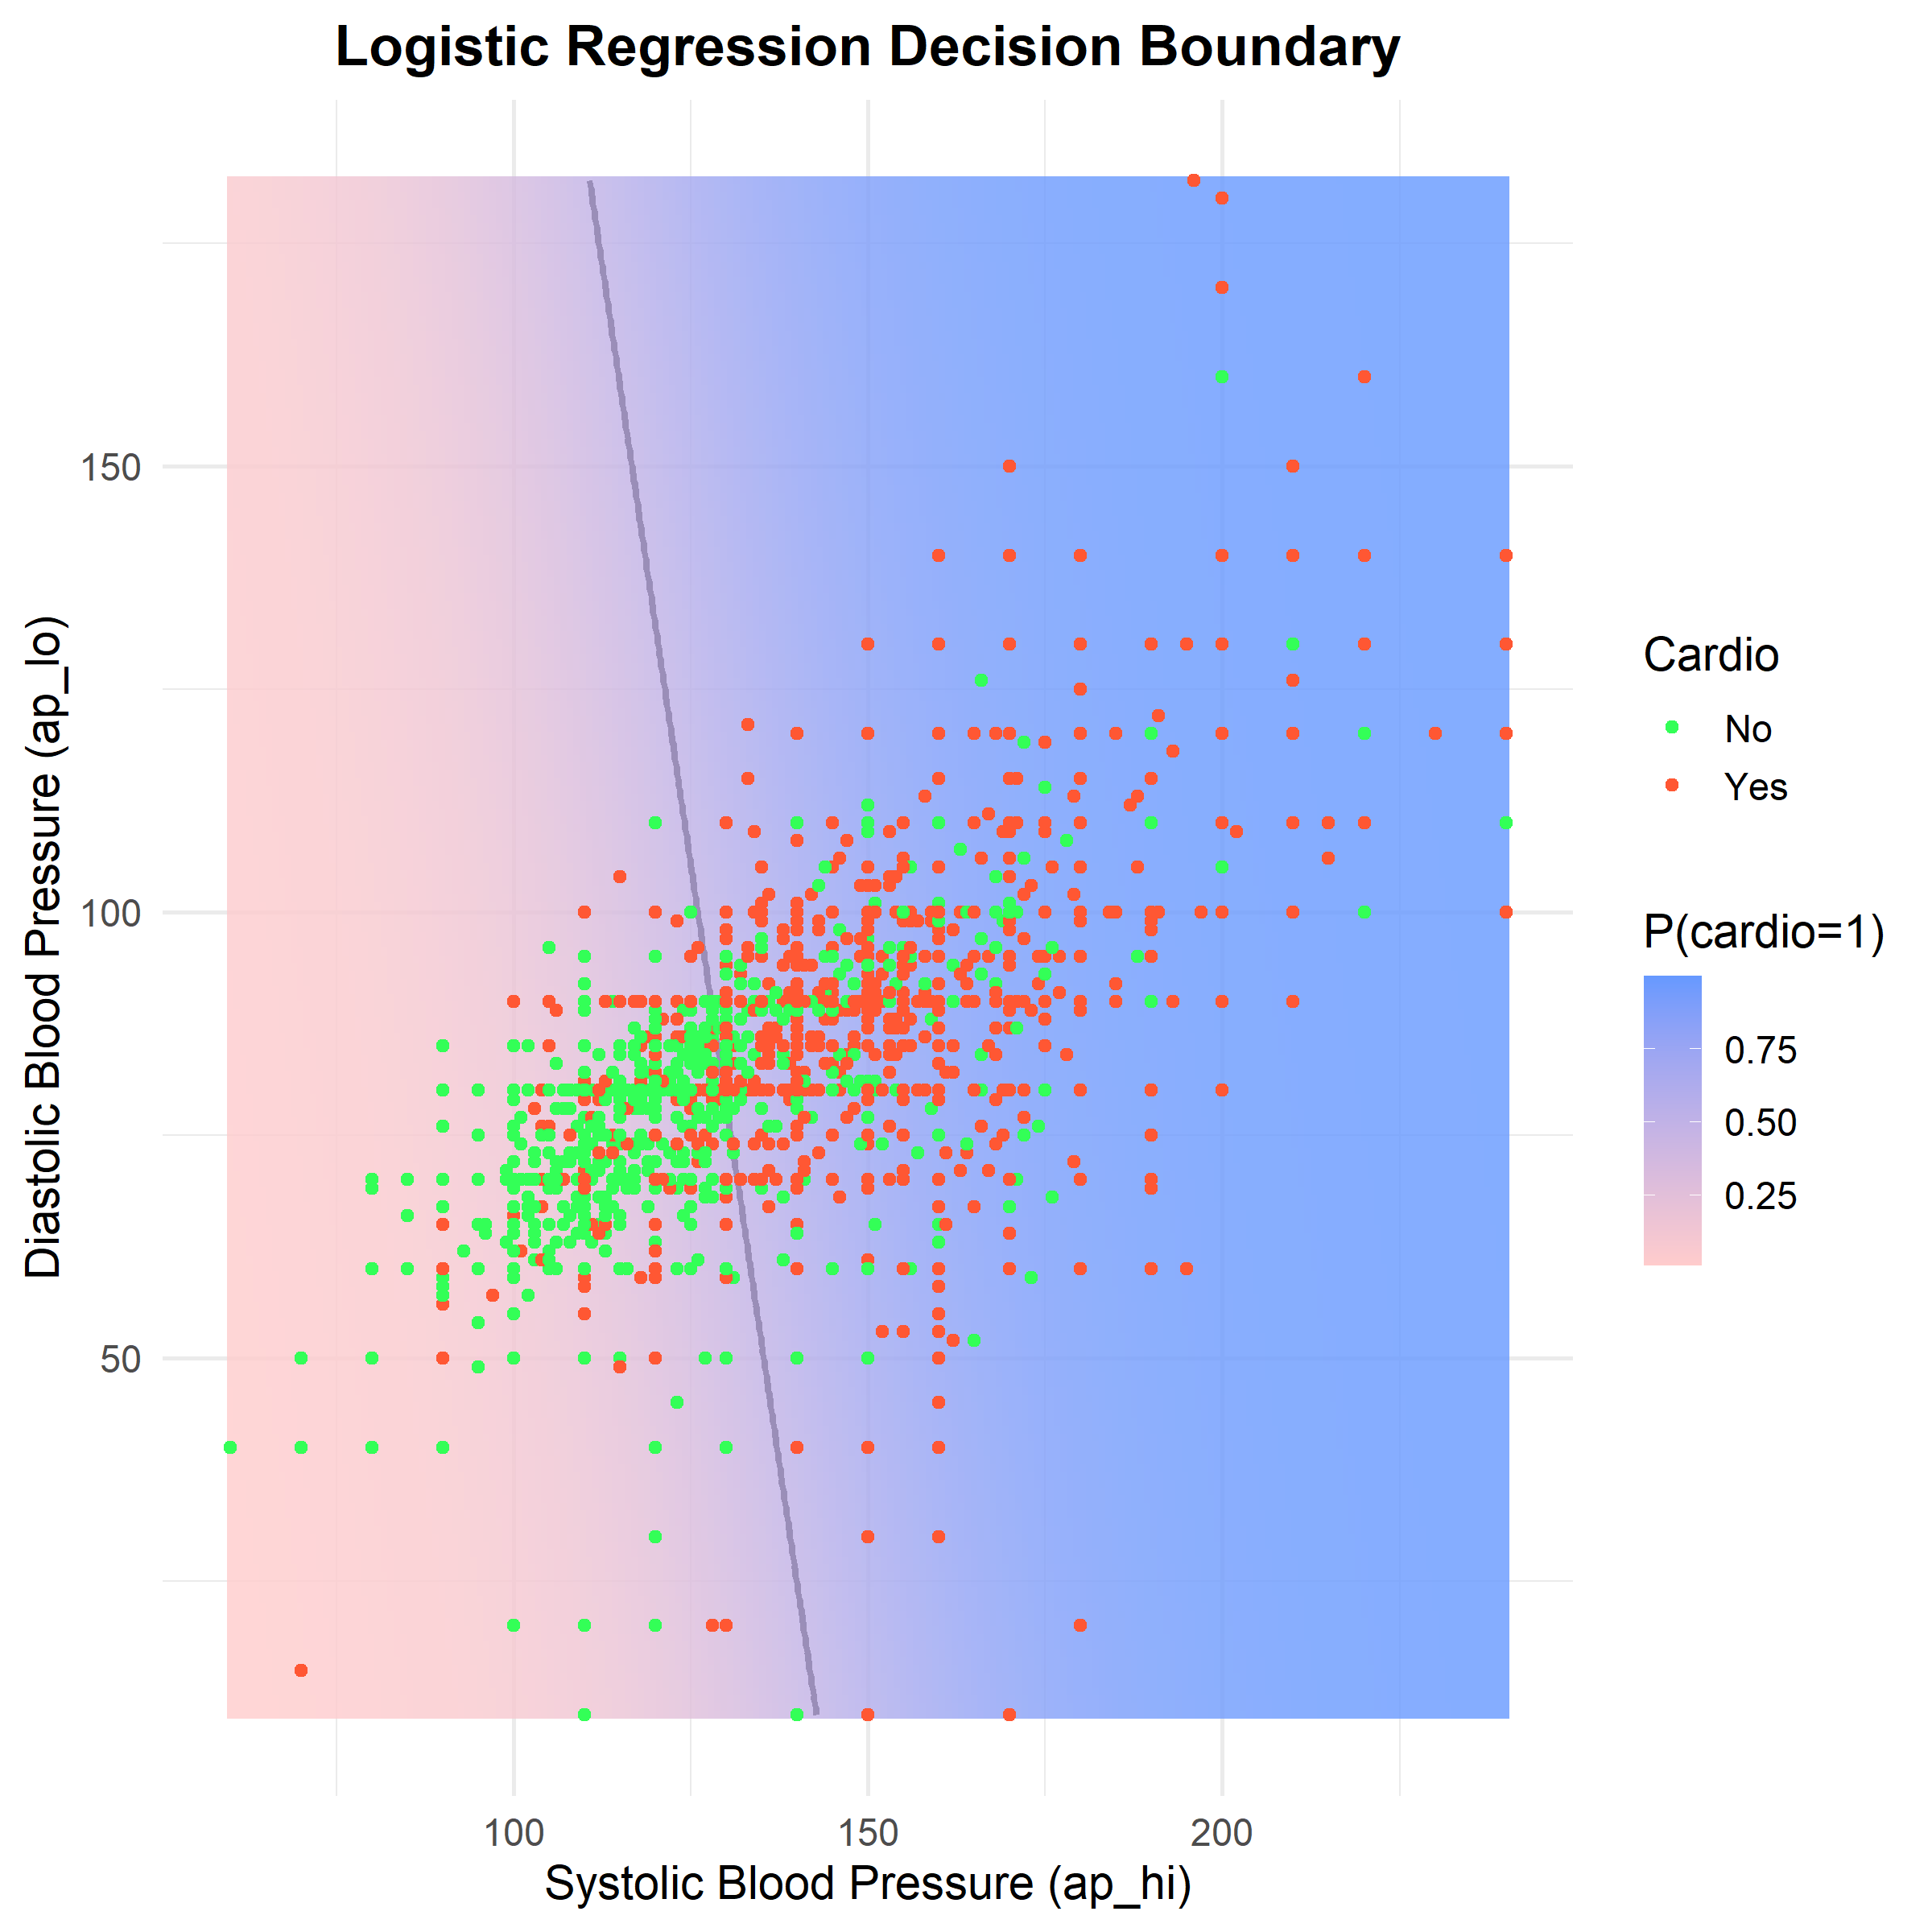 Logistic Regression Decision Boundary
Diastolic Blood Pressure (ap_lo)
150
100
50
100
150
200
Systolic Blood Pressure (ap_hi)
Cardio
No
Yes
P(cardio=1)
0.75
0.50
0.25